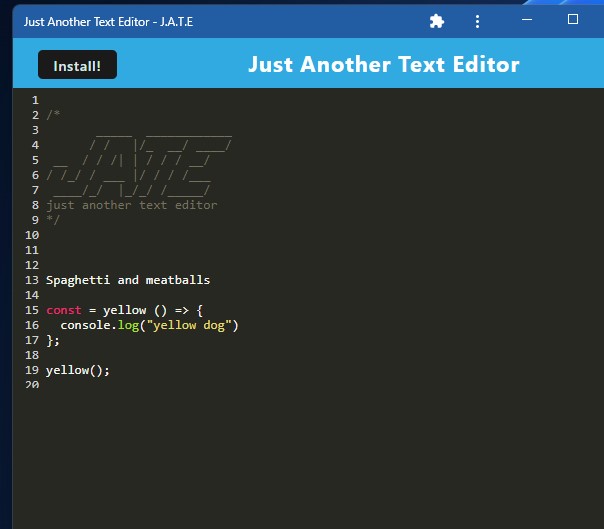 Just Another Text Editor - J.A.T.E
Install!
Just Another Text Editor
1
2 /*
3         _____  ____________
4       / /   |/_  __/ ____/
5  __  / / /| | / / / __/
6 / /_/ / ___ |/ / / /___
7  ____/_/  |_/_/ /_____/
8 just another text editor
9 */
10
11
12
13 Spaghetti and meatballs
14
15 const = yellow () => {
16   console.log("yellow dog")
17 };
18
19 yellow();
20